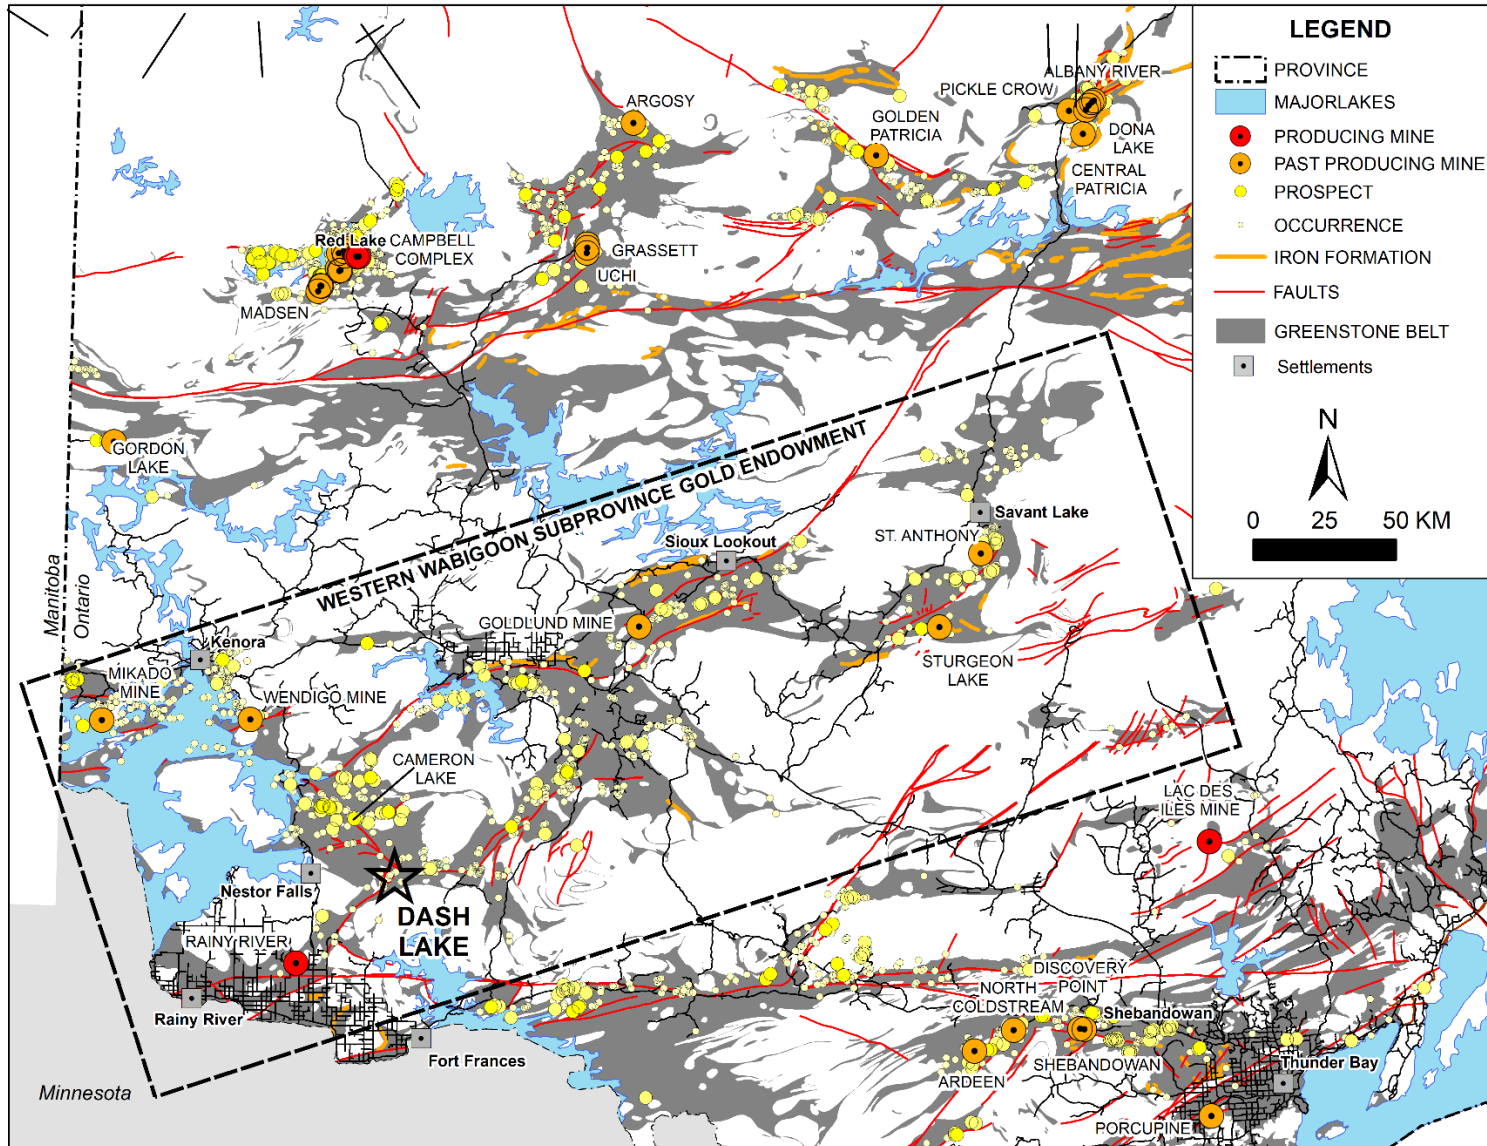 LEGEND
PROVINCE
MAJORLAKES
PRODUCING MINE
PAST PRODUCING MINE
PROSPECT
OCCURRENCE
IRON FORMATION
FAULTS
GREENSTONE BELT
Settlements
N
0 25 50 KM
ALBANY RIVER
PICKLE CROW
ARGOSY
GOLDEN
PATRICIA
DONA
LAKE
CENTRAL
PATRICIA
Red Lake
CAMPBELL
COMPLEX
GRASSETT
UCHI
MADSEN
GORDON
LAKE
WESTERN WABIGOON SUBPROVINCE GOLD ENDOWMENT
Savant Lake
ST. ANTHONY
Sioux Lookout
Manitoba
Ontario
GOLDLUND MINE
Kenora
STURGEON
LAKE
MIKADO
MINE
WENDIGO MINE
CAMERON
LAKE
LAC DES
ILES MINE
Nestor Falls
DASH
LAKE
RAINY RIVER
DISCOVERY
POINT
NORTH
COLDSTREAM
Rainy River
Shebandowan
Fort Frances
SHEBANDOWAN
Thunder Bay
ARDEEN
Minnesota
PORCUPINE